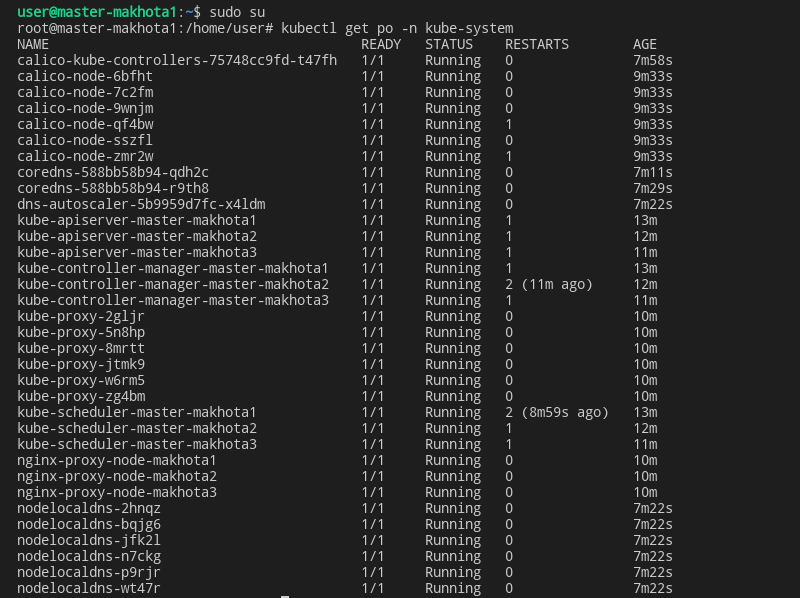 user@master-makhota1:~$ sudo su
root@master-makhota1:/home/user# kubectl get po -n kube-system
NAME READY STATUS RESTARTS AGE
calico-kube-controllers-75748cc9fd-t47fh 1/1 Running 0 7m58s
calico-node-6bfht 1/1 Running 0 9m33s
calico-node-7c2fm 1/1 Running 0 9m33s
calico-node-9wnjm 1/1 Running 0 9m33s
calico-node-qf4bw 1/1 Running 1 9m33s
calico-node-sszfl 1/1 Running 0 9m33s
calico-node-zmr2w 1/1 Running 1 9m33s
coredns-588bb58b94-qdh2c 1/1 Running 0 7m11s
coredns-588bb58b94-r9th8 1/1 Running 0 7m29s
dns-autoscaler-5b9959d7fc-x4ldm 1/1 Running 0 7m22s
kube-apiserver-master-makhota1 1/1 Running 1 13m
kube-apiserver-master-makhota2 1/1 Running 1 12m
kube-apiserver-master-makhota3 1/1 Running 1 11m
kube-controller-manager-master-makhota1 1/1 Running 1 13m
kube-controller-manager-master-makhota2 1/1 Running 2 (11m ago) 12m
kube-controller-manager-master-makhota3 1/1 Running 1 11m
kube-proxy-2gljr 1/1 Running 0 10m
kube-proxy-5n8hp 1/1 Running 0 10m
kube-proxy-8mrtt 1/1 Running 0 10m
kube-proxy-jtmk9 1/1 Running 0 10m
kube-proxy-w6rm5 1/1 Running 0 10m
kube-proxy-zg4bm 1/1 Running 0 10m
kube-scheduler-master-makhota1 1/1 Running 2 (8m59s ago) 13m
kube-scheduler-master-makhota2 1/1 Running 1 12m
kube-scheduler-master-makhota3 1/1 Running 1 11m
nginx-proxy-node-makhota1 1/1 Running 0 10m
nginx-proxy-node-makhota2 1/1 Running 0 10m
nginx-proxy-node-makhota3 1/1 Running 0 10m
nodelocaldns-2hnqz 1/1 Running 0 7m22s
nodelocaldns-bqjg6 1/1 Running 0 7m22s
nodelocaldns-jfk2l 1/1 Running 0 7m22s
nodelocaldns-n7ckg 1/1 Running 0 7m22s
nodelocaldns-p9rjr 1/1 Running 0 7m22s
nodelocaldns-wt47r 1/1 Running 0 7m22s